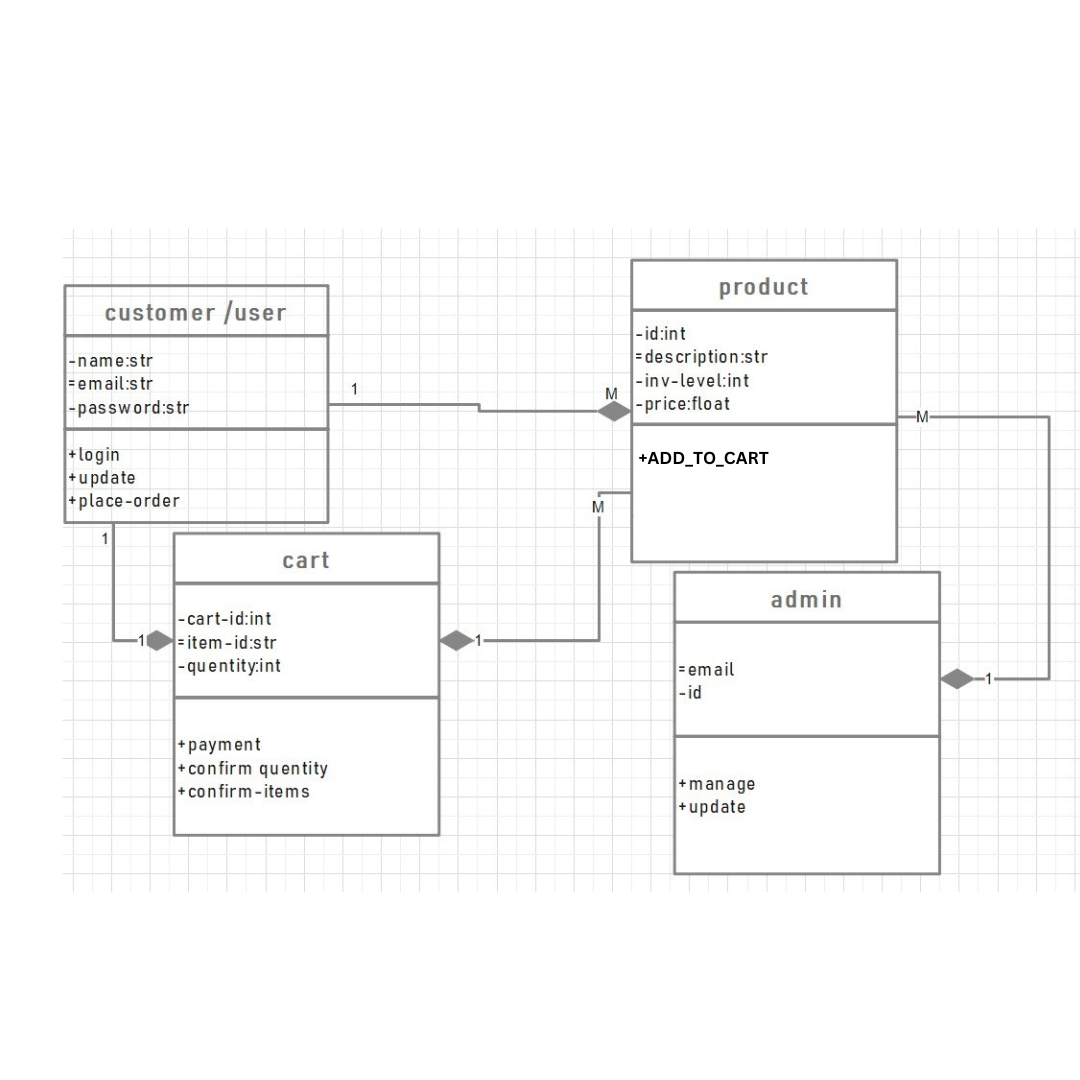 customer /user
-name:str
=email:str
-password:str
+login
+update
+place-order
1
M
product
-id:int
=description:str
-inv-level:int
-price:float
+ADD_TO_CART
M
M
1
cart
-cart-id:int
=item-id:str
-quentity:int
+payment
+confirm quentity
+confirm-items
1
1
admin
=email
-id
+manage
+update
1